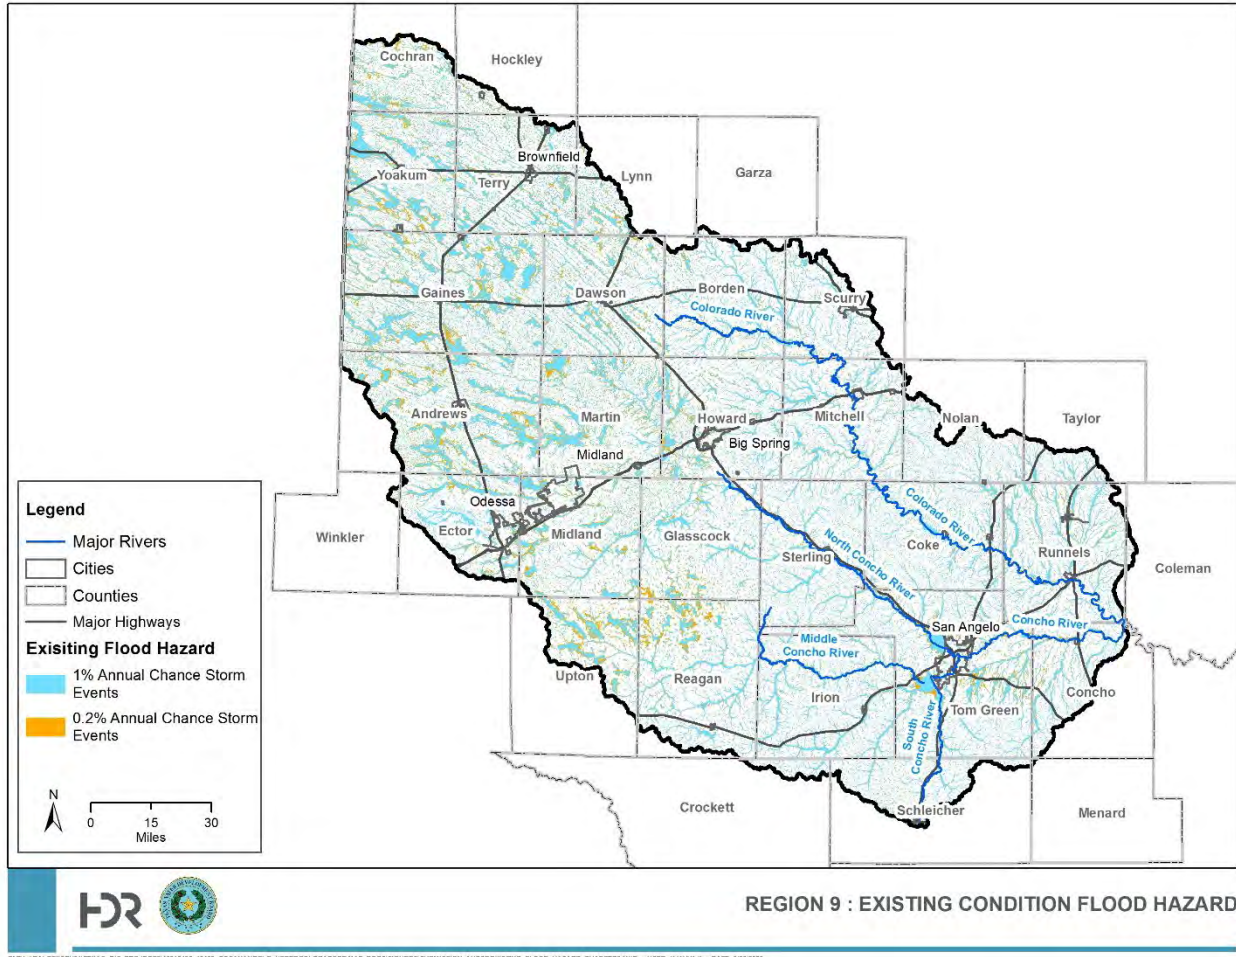 Cochran
Hockley
Brownfield
Yoakum
Terry
Lynn
Garza
Gaines
Dawson
Borden
Scurry
Colorado River
Andrews
Martin
Howard
Mitchell
Nolan
Taylor
Big Spring
Midland
Odessa
Winkler
Ector
Midland
Glasscock
Sterling
North Concho River
Coke
Colorado River
Runnels
Coleman
San Angelo
Concho River
Middle
Concho River
Upton
Reagan
Irion
Tom Green
Concho
South
Concho River
Crockett
Schleicher
Menard
Legend
Major Rivers
Cities
Counties
Major Highways
Exisiting Flood Hazard
1% Annual Chance Storm
Events
0.2% Annual Chance Storm
Events
N
0 15 30
Miles
HDR
REGION 9 : EXISTING CONDITION FLOOD HAZARD